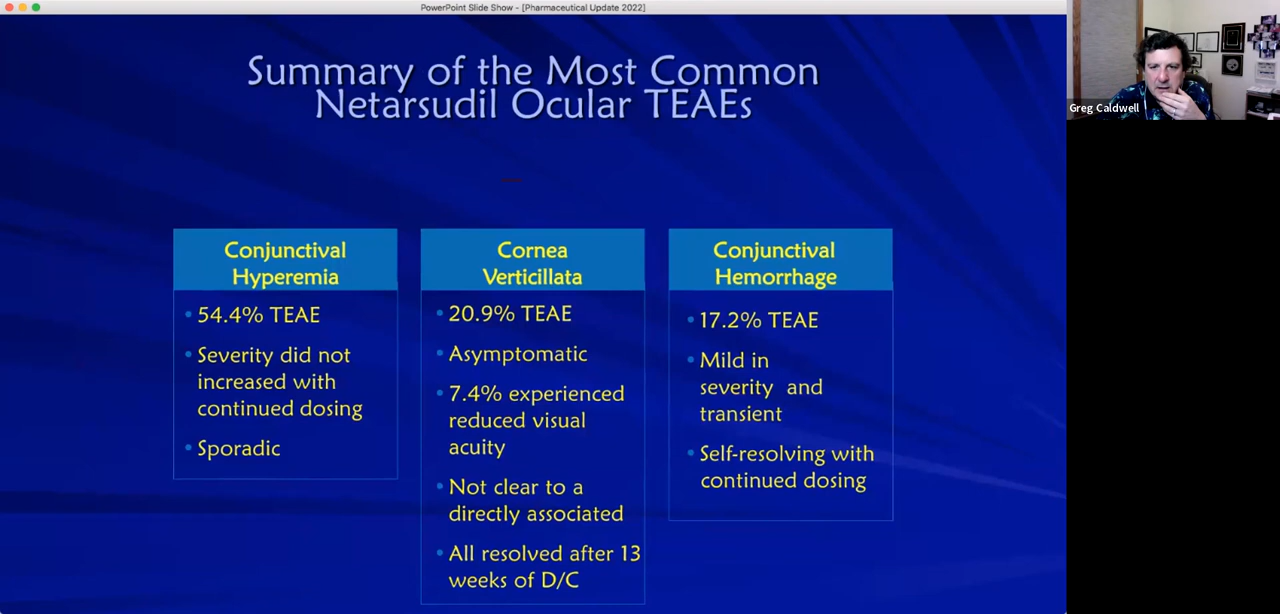 PowerPoint Slide Show - [Pharmaceutical Update 2022]
Greg Caldwell
Summary of the Most Common
Netarsudil Ocular TEAEs
Conjunctival
Hyperemia
• 54.4% TEAE
• Severity did not
increased with
continued dosing
• Sporadic
Cornea
Verticillata
• 20.9% TEAE
• Asymptomatic
• 7.4% experienced
reduced visual
acuity
• Not clear to a
directly associated
• All resolved after 13
weeks of D/C
Conjunctival
Hemorrhage
• 17.2% TEAE
• Mild in
severity and
transient
• Self-resolving with
continued dosing